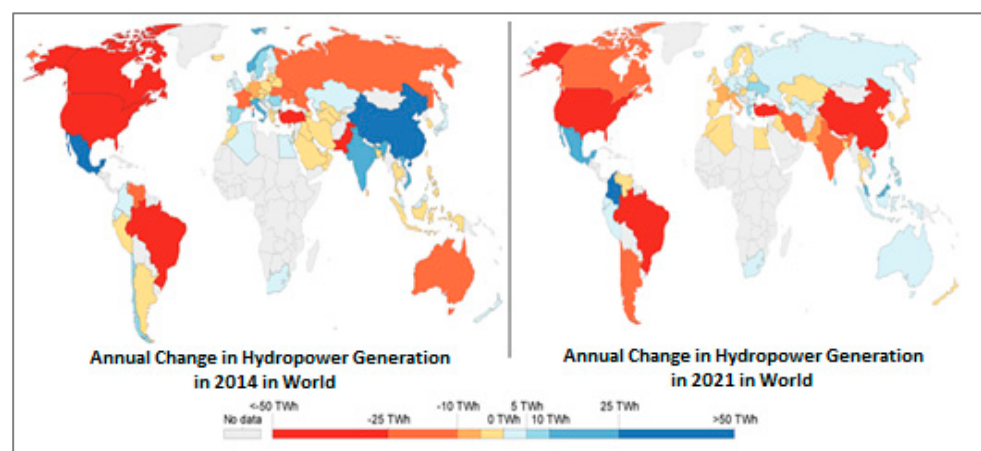 Annual Change in Hydropower Generation
in 2014 in World
Annual Change in Hydropower Generation
in 2021 in World
<-50 TWh -10 TWh 5 TWh 25 TWh
No data -25 TWh 0 TWh 10 TWh >50 TWh